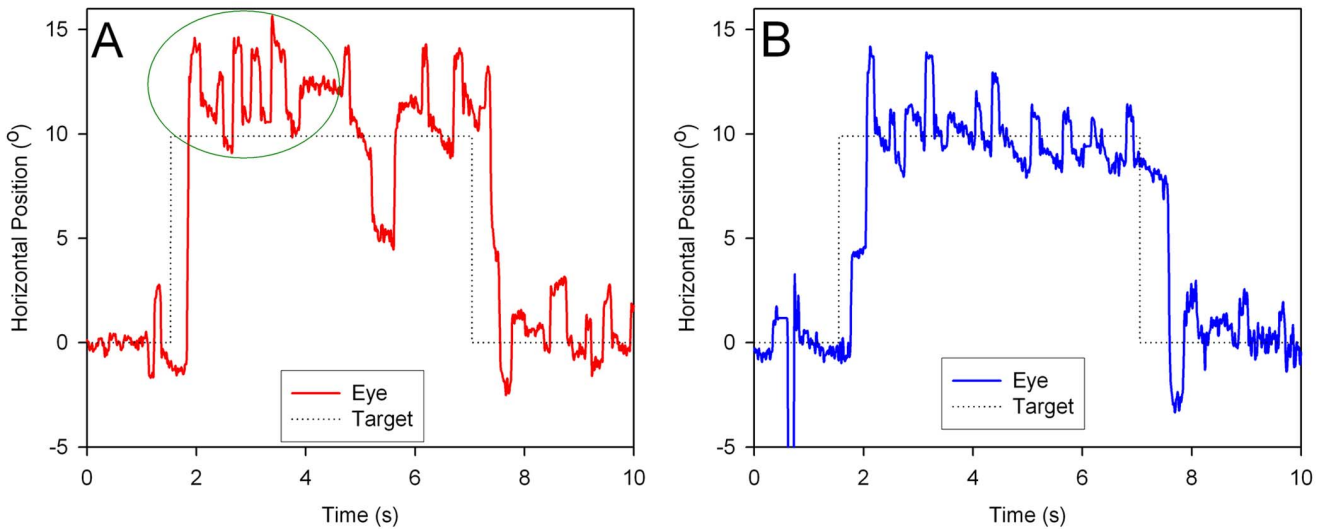 A
Horizontal Position (°)
15
10
5
0
-5
Eye
Target
0 2 4 6 8 10
Time (s)
B
Horizontal Position (°)
15
10
5
0
-5
Eye
Target
0 2 4 6 8 10
Time (s)